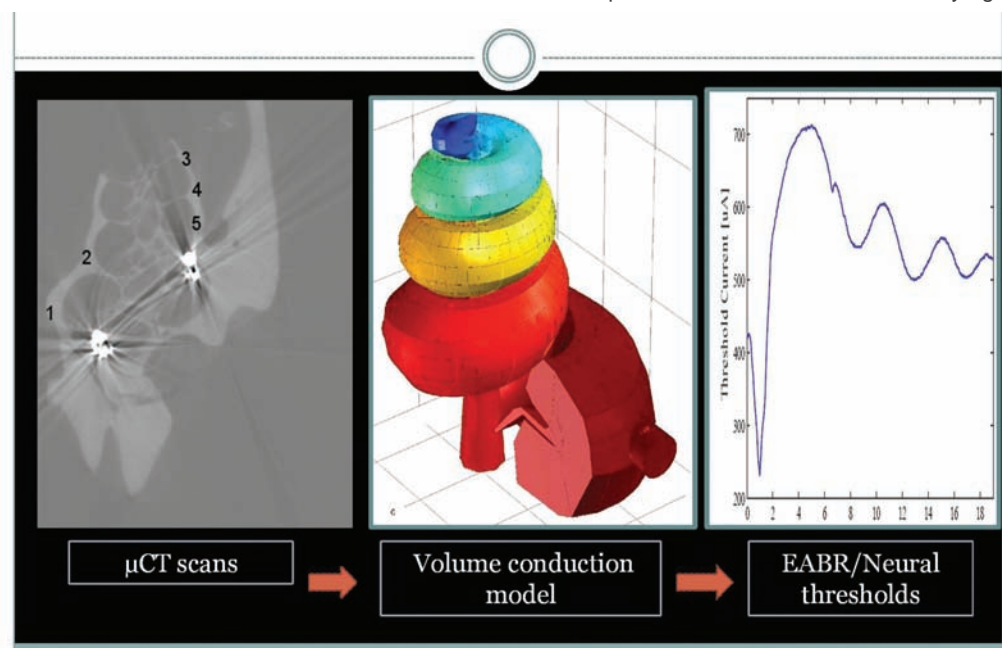 3
4
5
2
1
Threshold Current [uA]
700
600
500
400
300
200
0 2 4 6 8 10 12 14 16 18
µCT scans
Volume conduction
model
EABR/Neural
thresholds